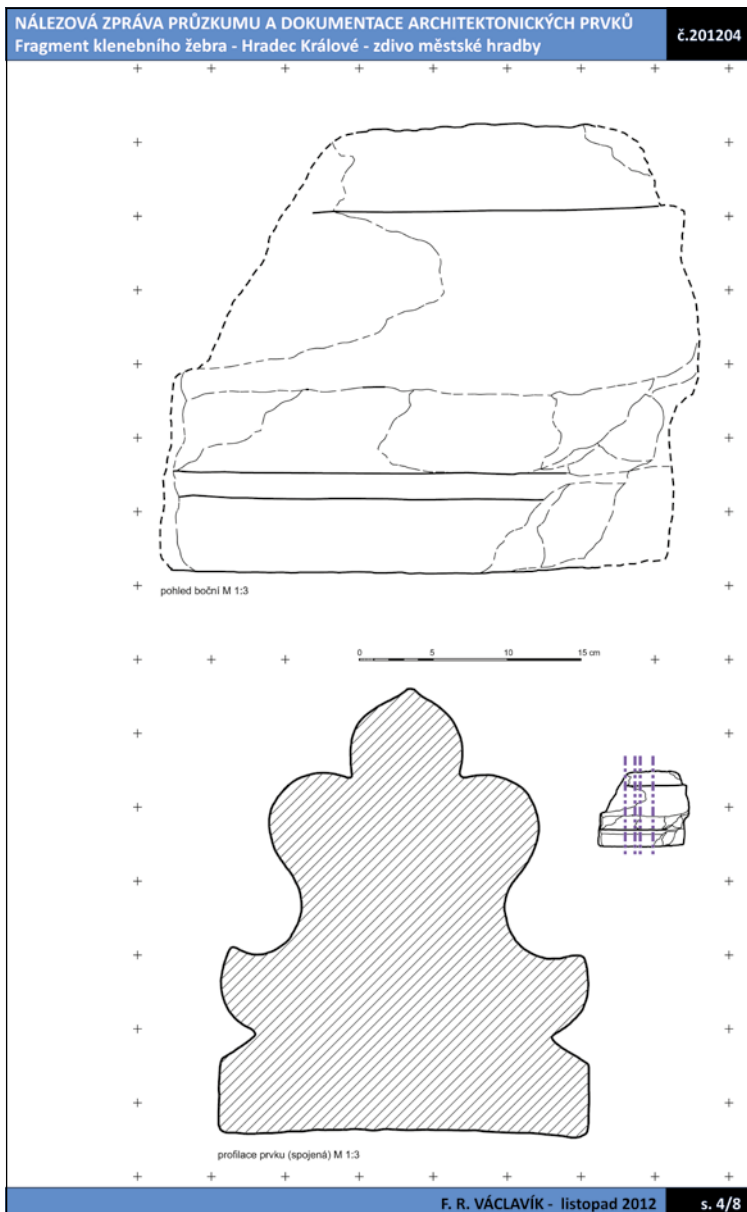 NÁLEZOVÁ ZPRÁVA PRŮZKUMU A DOKUMENTACE ARCHITEKTONICKÝCH PRVKŮ
Fragment klenebního žebra - Hradec Králové - zdivo městské hradby
č.201204
pohled boční M 1:3
0 5 10 15 cm
profilace prvku (spojená) M 1:3
F. R. VÁCLAVÍK - listopad 2012
s. 4/8